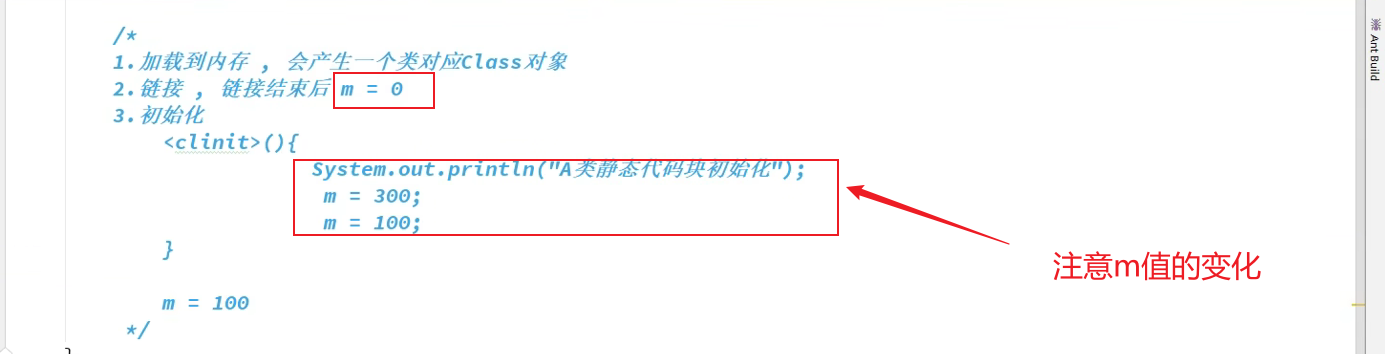 /*
1.加载到内存 , 会产生一个类对应Class对象
2.链接 , 链接结束后 m = 0
3.初始化
<clinit>(){
System.out.println("A类静态代码块初始化");
m = 300;
m = 100;
}
m = 100
*/
}
注意m值的变化
Ant Build